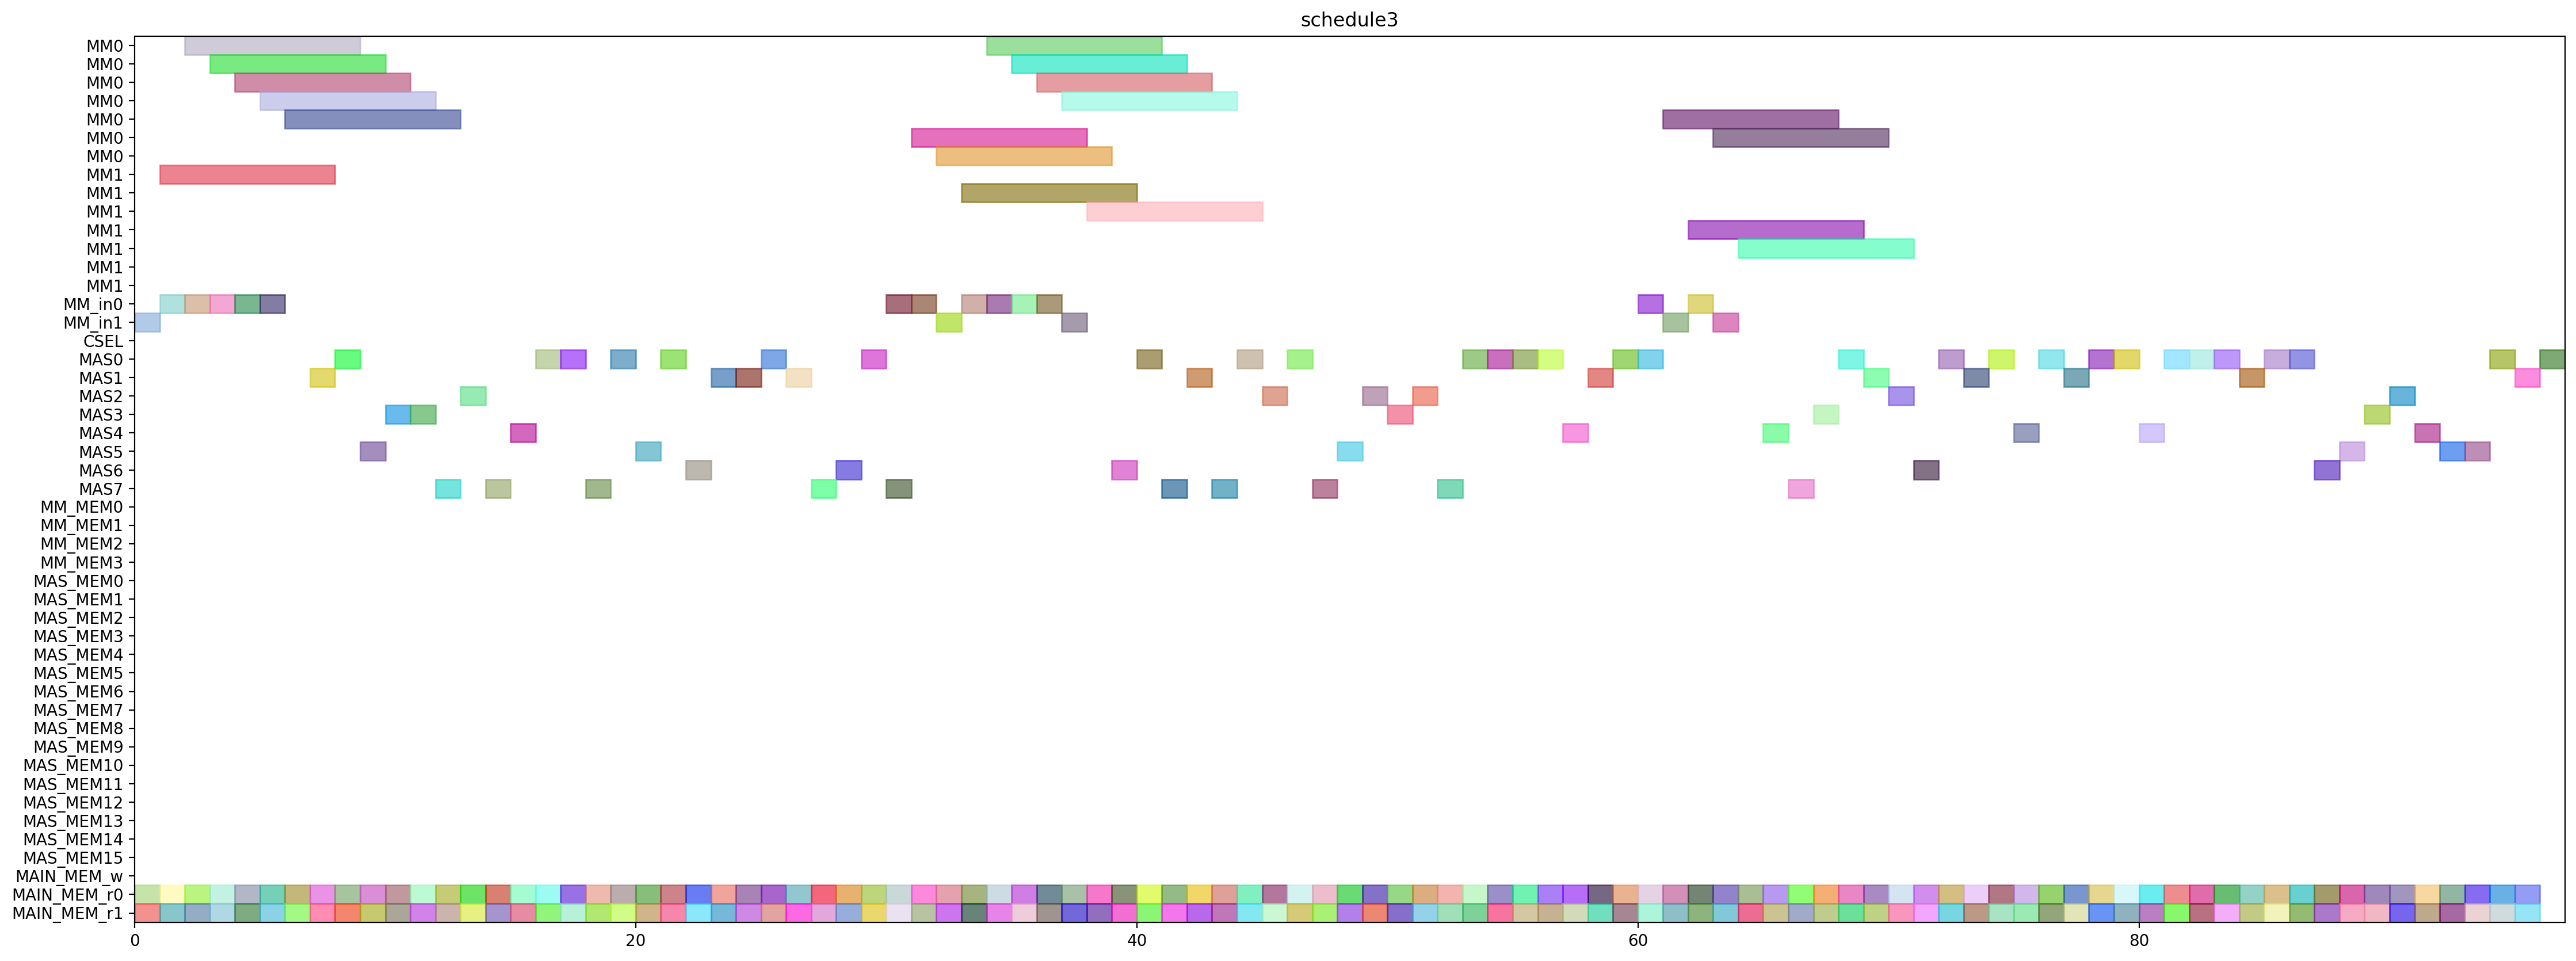 schedule3
MM0
MM0
MM0
MM0
MM0
MM0
MM0
MM1
MM1
MM1
MM1
MM1
MM1
MM1
MM_in0
MM_in1
CSEL
MAS0
MAS1
MAS2
MAS3
MAS4
MAS5
MAS6
MAS7
MM_MEM0
MM_MEM1
MM_MEM2
MM_MEM3
MAS_MEM0
MAS_MEM1
MAS_MEM2
MAS_MEM3
MAS_MEM4
MAS_MEM5
MAS_MEM6
MAS_MEM7
MAS_MEM8
MAS_MEM9
MAS_MEM10
MAS_MEM11
MAS_MEM12
MAS_MEM13
MAS_MEM14
MAS_MEM15
MAIN_MEM_w
MAIN_MEM_r0
MAIN_MEM_r1
0 20 40 60 80